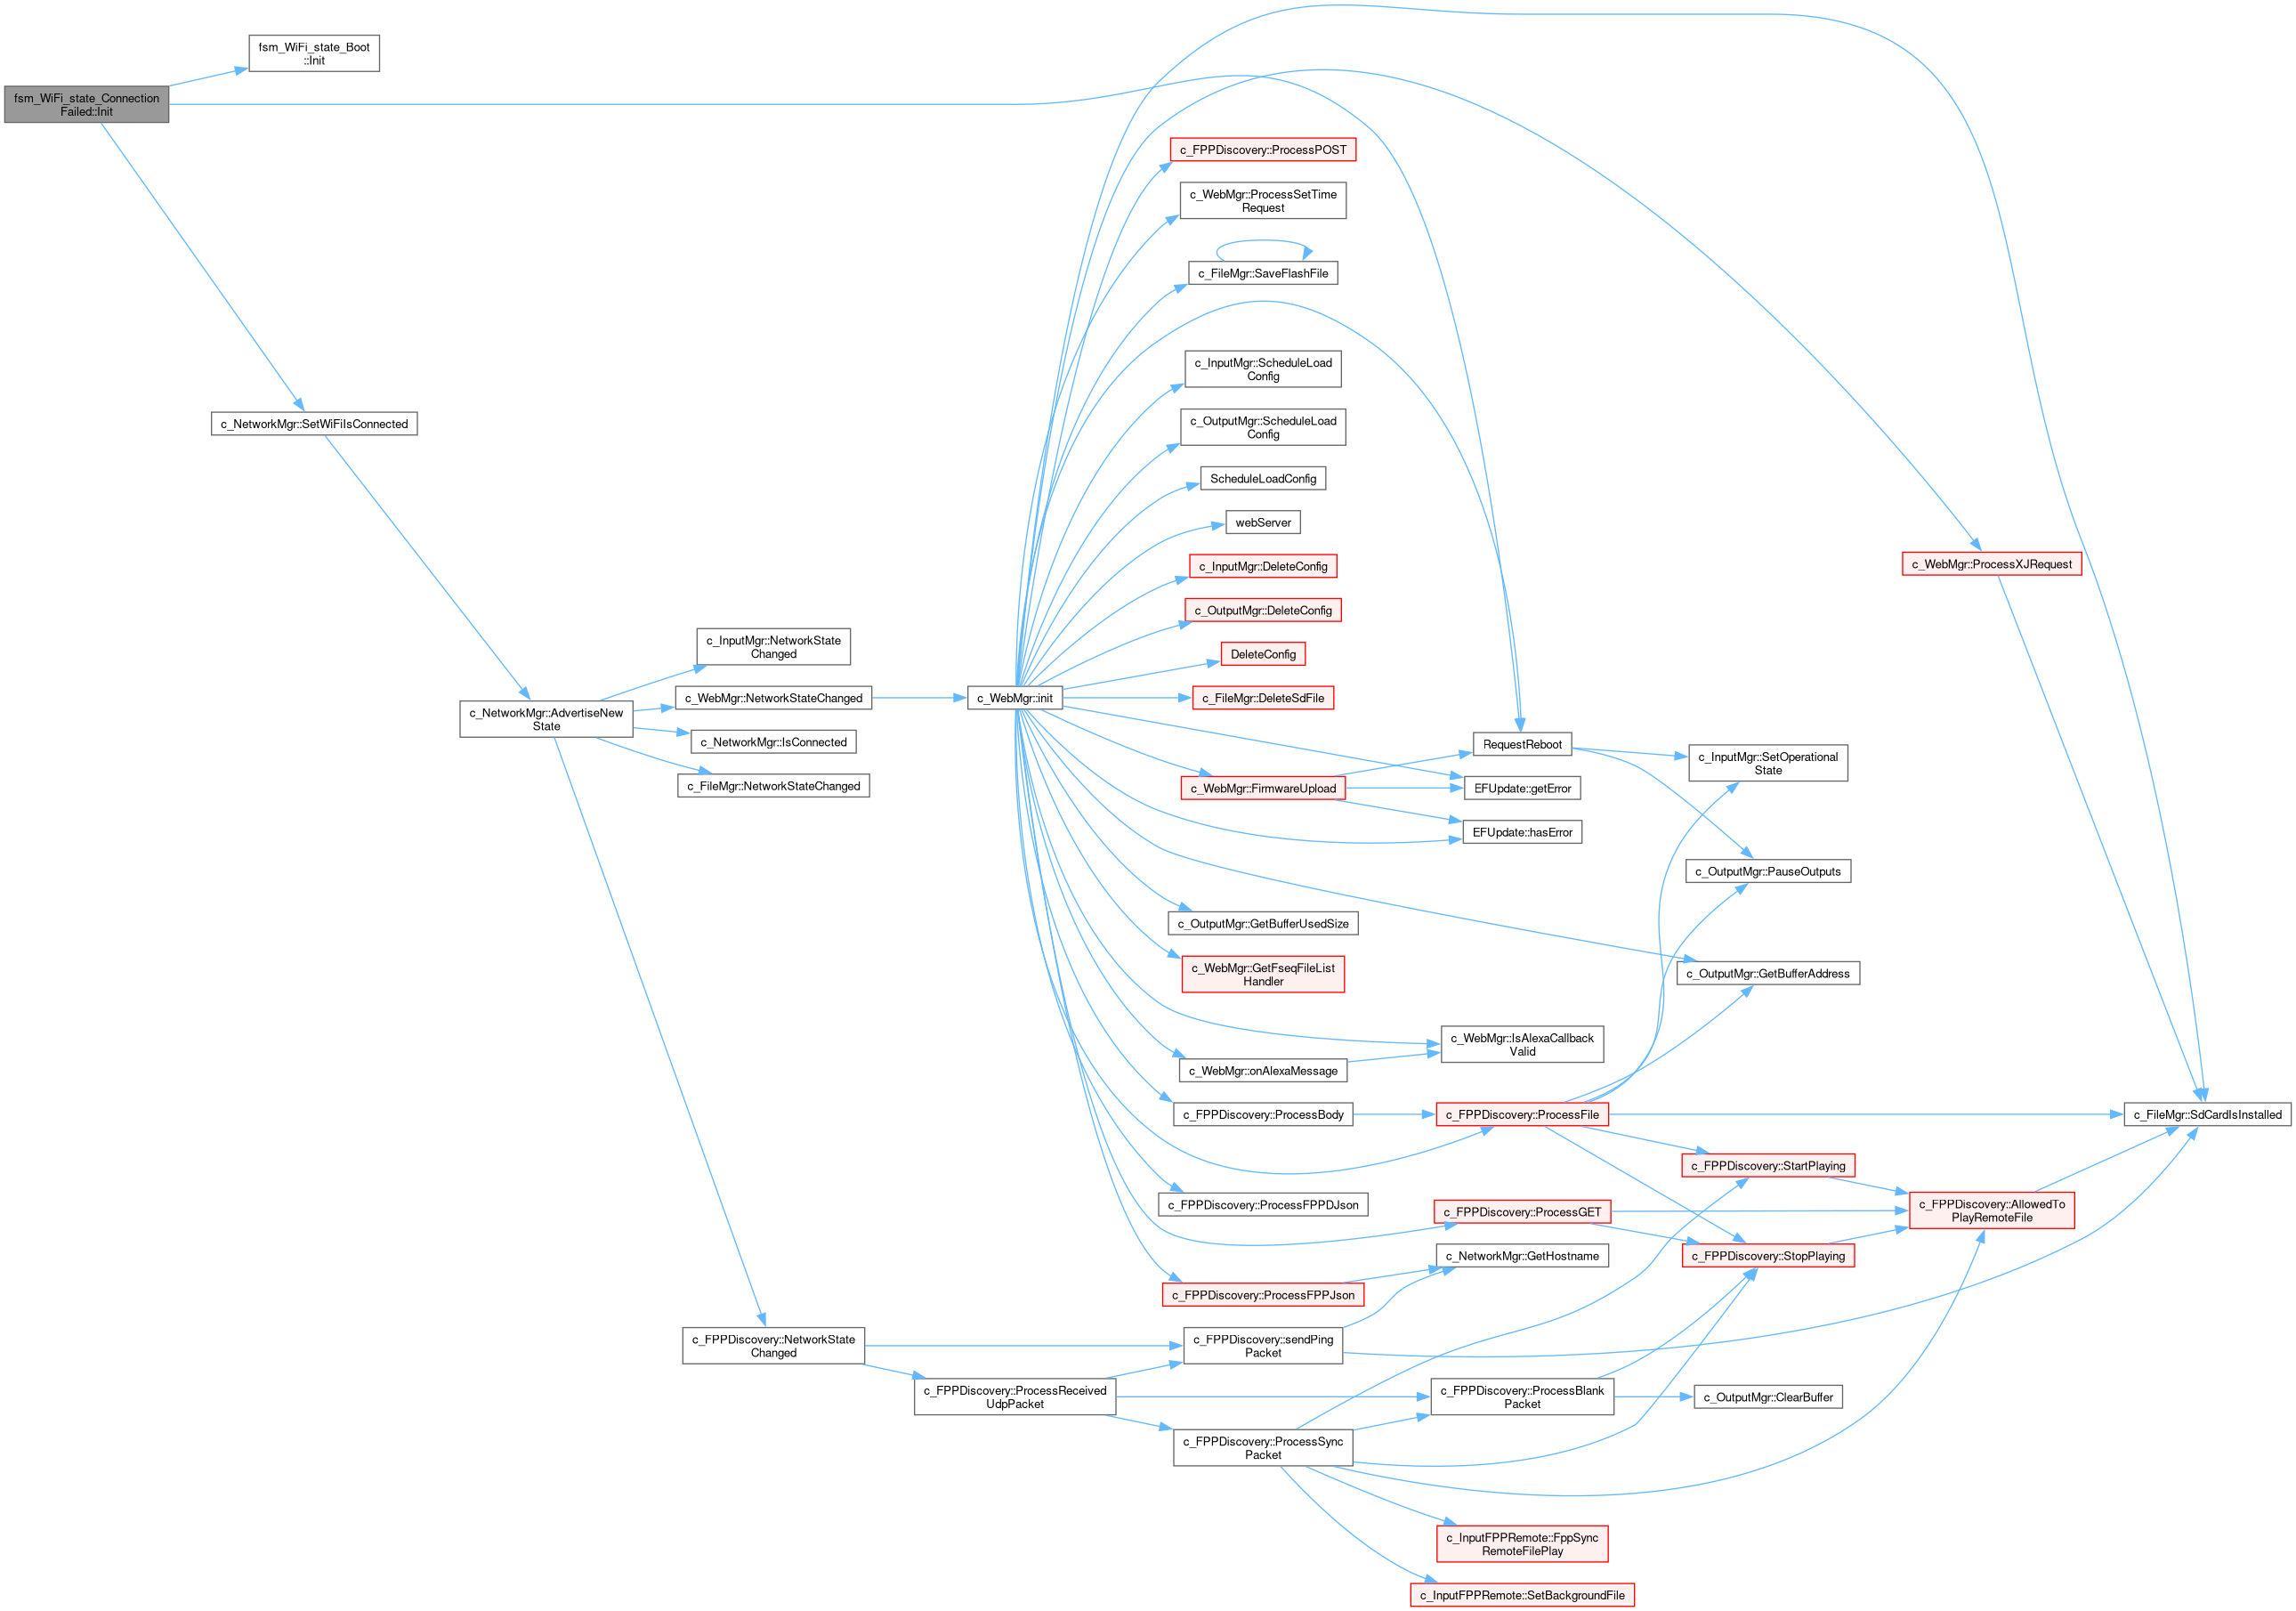 fsm_WiFi_state_Connection
Failed::Init
fsm_WiFi_state_Boot
::Init
c_NetworkMgr::SetWiFiIsConnected
c_NetworkMgr::AdvertiseNew
State
c_InputMgr::NetworkState
Changed
c_WebMgr::NetworkStateChanged
c_NetworkMgr::IsConnected
c_FileMgr::NetworkStateChanged
c_FPPDiscovery::NetworkState
Changed
c_WebMgr::init
c_FPPDiscovery::ProcessReceived
UdpPacket
c_FPPDiscovery::ProcessPOST
c_WebMgr::ProcessSetTime
Request
c_FileMgr::SaveFlashFile
c_InputMgr::ScheduleLoad
Config
c_OutputMgr::ScheduleLoad
Config
ScheduleLoadConfig
webServer
c_InputMgr::DeleteConfig
c_OutputMgr::DeleteConfig
DeleteConfig
c_FileMgr::DeleteSdFile
c_WebMgr::FirmwareUpload
c_OutputMgr::GetBufferUsedSize
c_WebMgr::GetFseqFileList
Handler
c_WebMgr::onAlexaMessage
c_FPPDiscovery::ProcessBody
c_FPPDiscovery::ProcessFPPDJson
c_FPPDiscovery::ProcessFPPJson
c_FPPDiscovery::sendPing
Packet
c_FPPDiscovery::ProcessSync
Packet
RequestReboot
EFUpdate::getError
EFUpdate::hasError
c_WebMgr::IsAlexaCallback
Valid
c_FPPDiscovery::ProcessFile
c_FPPDiscovery::ProcessGET
c_NetworkMgr::GetHostname
c_FPPDiscovery::ProcessBlank
Packet
c_InputFPPRemote::FppSync
RemoteFilePlay
c_InputFPPRemote::SetBackgroundFile
c_InputMgr::SetOperational
State
c_OutputMgr::PauseOutputs
c_OutputMgr::GetBufferAddress
c_FPPDiscovery::StartPlaying
c_FPPDiscovery::StopPlaying
c_OutputMgr::ClearBuffer
c_WebMgr::ProcessXJRequest
c_FPPDiscovery::AllowedTo
PlayRemoteFile
c_FileMgr::SdCardIsInstalled